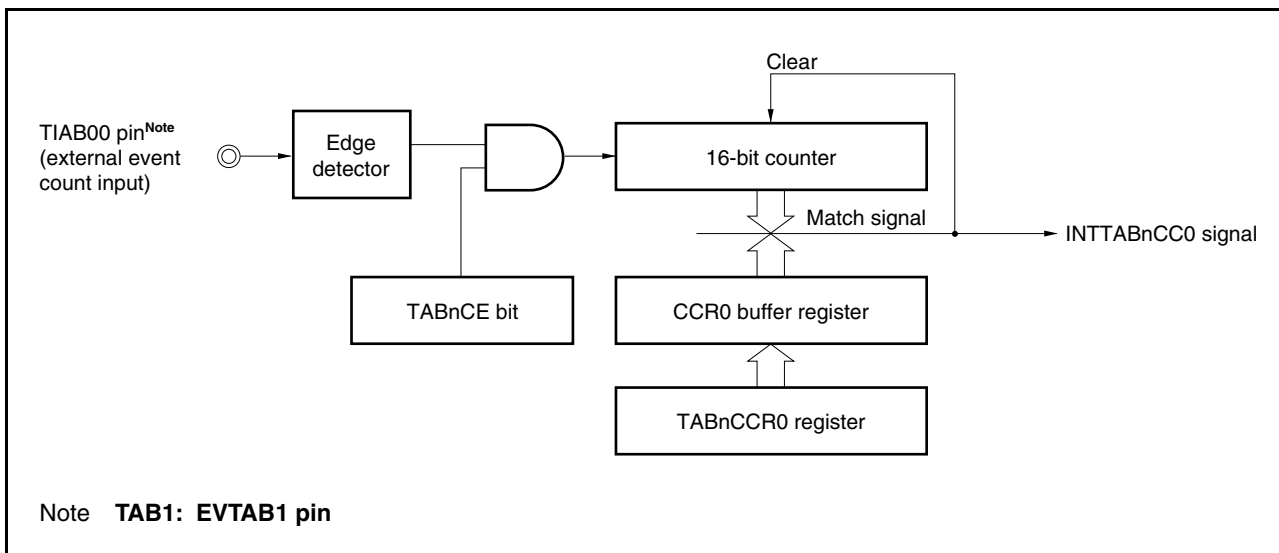 Clear
TIAB00 pinNote
(external event
count input)
Edge
detector
16-bit counter
Match signal
INTTABnCC0 signal
TABnCE bit
CCR0 buffer register
TABnCCR0 register
Note TAB1: EVTAB1 pin